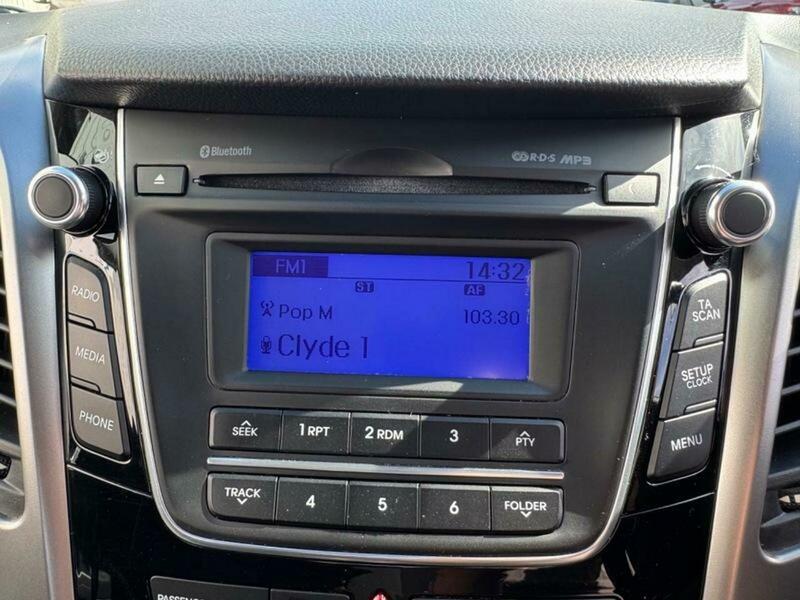 Bluetooth
R·D·S MP3
FM1 14:32
ST AF
Pop M 103.30
Clyde 1
RADIO
MEDIA
PHONE
TA
SCAN
SETUP
CLOCK
MENU
SEEK 1 RPT 2 RDM 3 PTY
TRACK 4 5 6 FOLDER